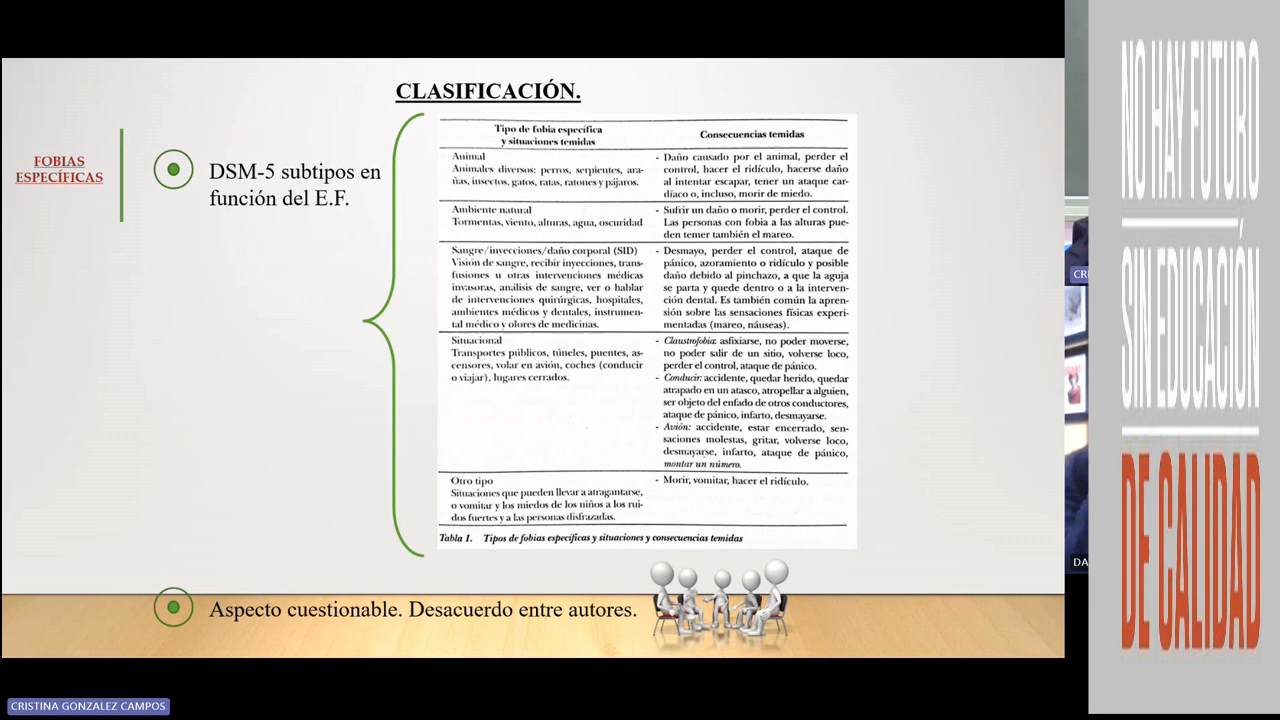 CLASIFICACIÓN.
FOBIAS
ESPECÍFICAS
DSM-5 subtipos en
función del E.F.
Tipo de fobia específica
y situaciones temidas
Consecuencias temidas
Animal
Animales diversos: perros, serpientes, ara-
ñas, insectos, gatos, ratas, ratones y pájaros.
- Daño causado por el animal, perder el
control, hacer el ridículo, hacerse daño
al intentar escapar, tener un ataque car-
díaco o, incluso, morir de miedo.
Ambiente natural
Tormentas, viento, alturas, agua, oscuridad
- Sufrir un daño o morir, perder el control.
Las personas con fobia a las alturas pue-
den temer también el mareo.
Sangre/inyecciones/daño corporal (SID)
Visión de sangre, recibir inyecciones, trans-
fusiones u otras intervenciones médicas
invasoras, análisis de sangre, ver o hablar
de intervenciones quirúrgicas, hospitales,
ambientes médicos y dentales, instrumen-
tal médico y olores de medicinas.
- Desmayo, perder el control, ataque de
pánico, azoramiento o ridículo y posible
daño debido al pinchazo, a que la aguja
se parta y quede dentro o a la interven-
ción dental. Es también común la apren-
sión sobre las sensaciones físicas experi-
mentadas (mareo, náuseas).
Situacional
Transportes públicos, túneles, puentes, as-
censores, volar en avión, coches (conducir
o viajar), lugares cerrados.
- Claustrofobia: asfixiarse, no poder moverse,
no poder salir de un sitio, volverse loco,
perder el control, ataque de pánico.
- Conducir: accidente, quedar herido, quedar
atrapado en un atasco, atropellar a alguien,
ser objeto del enfado de otros conductores,
ataque de pánico, infarto, desmayarse.
- Avión: accidente, estar encerrado, sen-
saciones molestas, gritar, volverse loco,
desmayarse, infarto, ataque de pánico,
montar un número.
Otro tipo
Situaciones que pueden llevar a atragantarse,
o vomitar y los miedos de los niños a los rui-
dos fuertes y a las personas disfrazadas.
- Morir, vomitar, hacer el ridículo.
Tabla 1. Tipos de fobias específicas y situaciones y consecuencias temidas
Aspecto cuestionable. Desacuerdo entre autores.
CRISTINA GONZALEZ CAMPOS
CRI
DA
NO HAY FUTURO
SIN EDUCACIÓN
DE CALIDAD